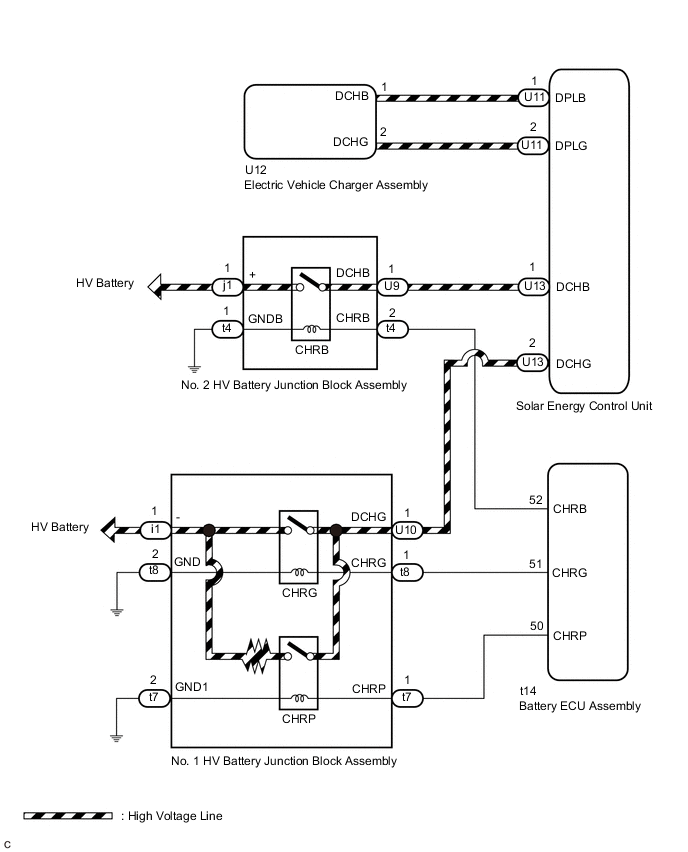 1
1
DCHB
U11
DPLB
2
2
DCHG
U11
DPLG
U12
Electric Vehicle Charger Assembly
1
+
DCHB
1
1
HV Battery
j1
U9
U13
DCHB
1
GNDB
CHRB
2
t4
t4
CHRB
2
U13
DCHG
No. 2 HV Battery Junction Block Assembly
Solar Energy Control Unit
1
-
DCHG
1
52
CHRB
HV Battery
i1
U10
2
GND
CHRG
1
51
t8
t8
CHRG
CHRG
50
CHRP
2
GND1
CHRP
1
t7
t7
t14
CHRP
Battery ECU Assembly
No. 1 HV Battery Junction Block Assembly
: High Voltage Line
C